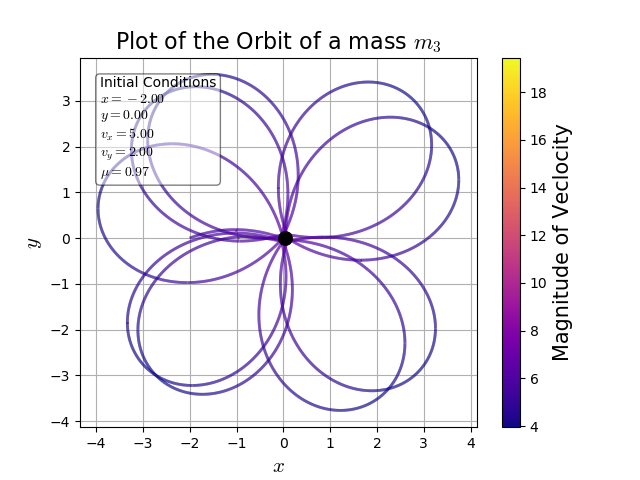 Plot of the Orbit of a mass m₃
Initial Conditions
x = −2.00
y = 0.00
vₓ = 5.00
v_y = 2.00
μ = 0.97
3
2
1
0
−1
−2
−3
−4
y
−4 −3 −2 −1 0 1 2 3 4
x
18
16
14
12
10
8
6
4
Magnitude of Veclocity